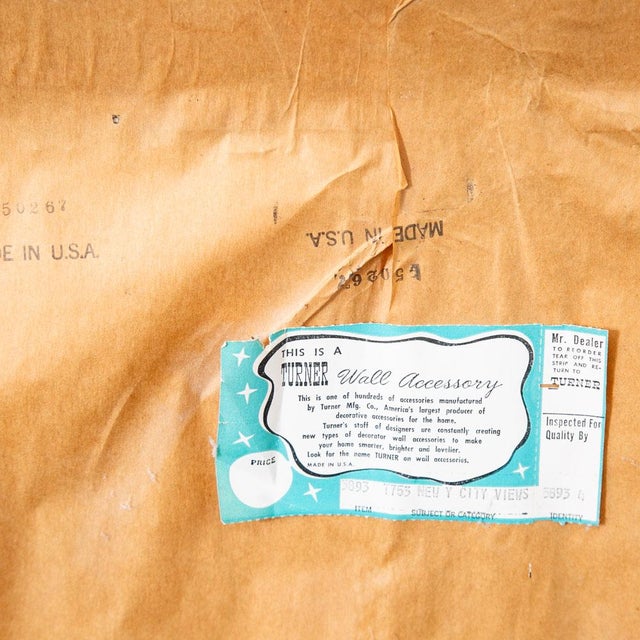 50267
DE IN U.S.A.
MADE IN U.S.A.
50267
THIS IS A
TURNER Wall Accessory
This is one of hundreds of accessories manufactured
by Turner Mfg. Co., America's largest producer of
decorative accessories for the home.
Turner's staff of designers are constantly creating
new types of decorator wall accessories to make
your home smarter, brighter and lovelier.
Look for the name TURNER on wall accessories.
MADE IN U.S.A.
PRICE
1753 NEW Y CITY VIEWS
ITEM
SUBJECT OR CATEGORY
IDENTITY
Mr. Dealer
TO REORDER
TEAR OFF THIS
STRIP AND RE-
TURN TO
TURNER
Inspected For
Quality By